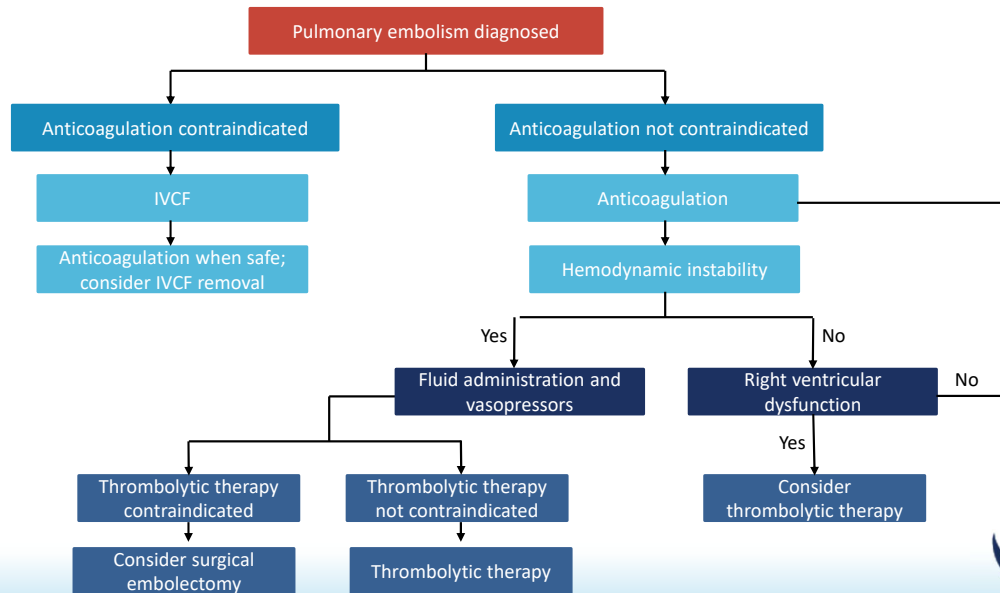 Pulmonary embolism diagnosed
Anticoagulation contraindicated
Anticoagulation not contraindicated
IVCF
Anticoagulation
Anticoagulation when safe;
consider IVCF removal
Hemodynamic instability
Yes
No
Fluid administration and
vasopressors
Right ventricular
dysfunction
No
Yes
Thrombolytic therapy
contraindicated
Thrombolytic therapy
not contraindicated
Consider
thrombolytic therapy
Consider surgical
embolectomy
Thrombolytic therapy